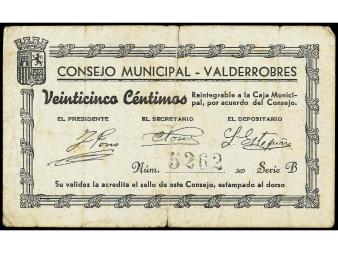 CONSEJO MUNICIPAL - VALDERROBRES
Veinticinco Céntimos Reintegrable a la Caja Munici-
pal, por acuerdo del Consejo.
EL PRESIDENTE EL SECRETARIO EL DEPOSITARIO
Núm. 5262 Serie B
Su validez la acredita el sello de este Consejo, estampado al dorso